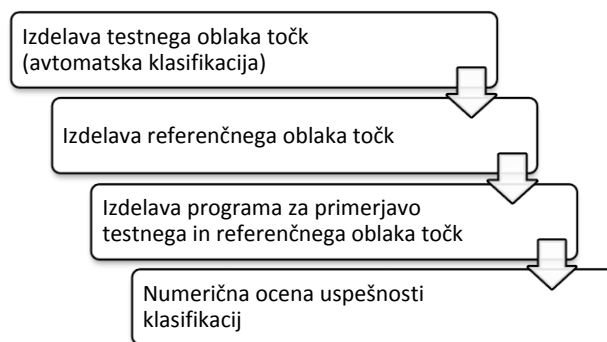 Izdelava testnega oblaka točk
(avtomatska klasifikacija)
Izdelava referenčnega oblaka točk
Izdelava programa za primerjavo
testnega in referenčnega oblaka točk
Numerična ocena uspešnosti
klasifikacij